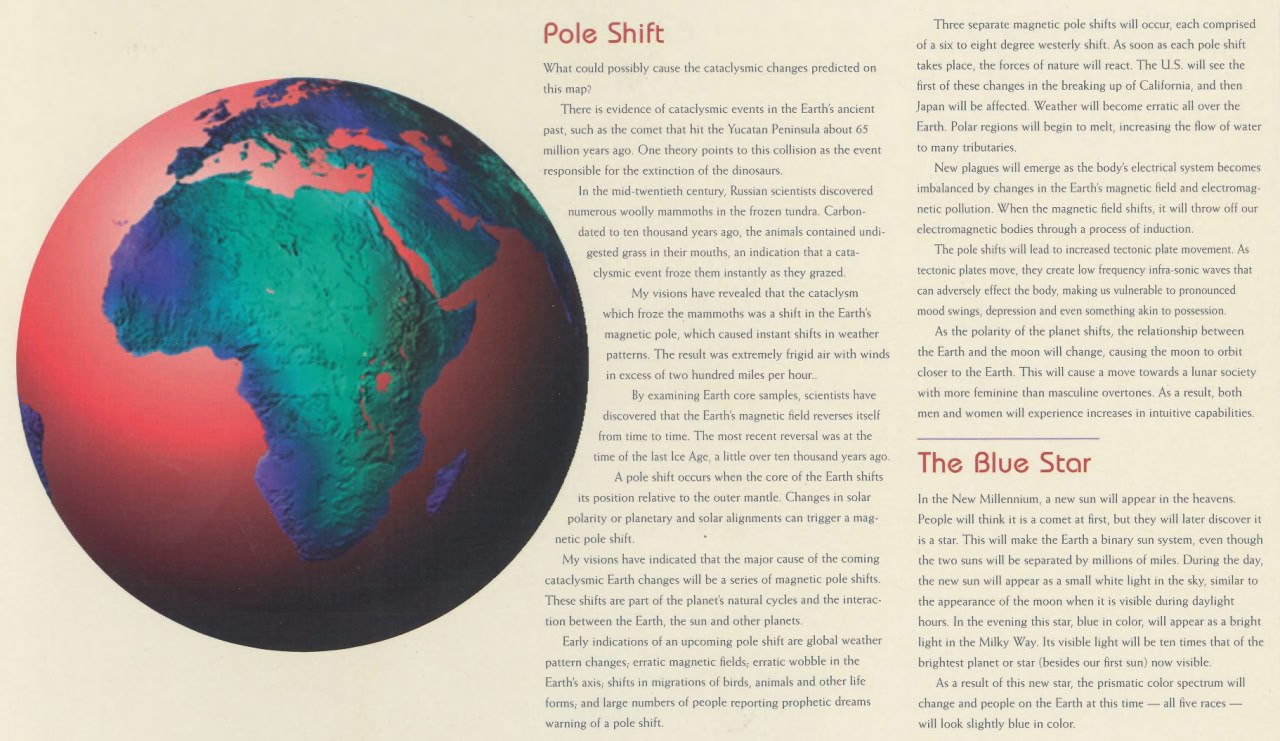 Pole Shift
What could possibly cause the cataclysmic changes predicted on
this map?
There is evidence of cataclysmic events in the Earth's ancient
past, such as the comet that hit the Yucatan Peninsula about 65
million years ago. One theory points to this collision as the event
responsible for the extinction of the dinosaurs.
In the mid-twentieth century, Russian scientists discovered
numerous woolly mammoths in the frozen tundra. Carbon-
dated to ten thousand years ago, the animals contained undi-
gested grass in their mouths, an indication that a cata-
clysmic event froze them instantly as they grazed.
My visions have revealed that the cataclysm
which froze the mammoths was a shift in the Earth's
magnetic pole, which caused instant shifts in weather
patterns. The result was extremely frigid air with winds
in excess of two hundred miles per hour..
By examining Earth core samples, scientists have
discovered that the Earth's magnetic field reverses itself
from time to time. The most recent reversal was at the
time of the last Ice Age, a little over ten thousand years ago.
A pole shift occurs when the core of the Earth shifts
its position relative to the outer mantle. Changes in solar
polarity or planetary and solar alignments can trigger a mag-
netic pole shift.
My visions have indicated that the major cause of the coming
cataclysmic Earth changes will be a series of magnetic pole shifts.
These shifts are part of the planet's natural cycles and the interac-
tion between the Earth, the sun and other planets.
Early indications of an upcoming pole shift are global weather
pattern changes; erratic magnetic fields; erratic wobble in the
Earth's axis; shifts in migrations of birds, animals and other life
forms; and large numbers of people reporting prophetic dreams
warning of a pole shift.
Three separate magnetic pole shifts will occur, each comprised
of a six to eight degree westerly shift. As soon as each pole shift
takes place, the forces of nature will react. The U.S. will see the
first of these changes in the breaking up of California, and then
Japan will be affected. Weather will become erratic all over the
Earth. Polar regions will begin to melt, increasing the flow of water
to many tributaries.
New plagues will emerge as the body's electrical system becomes
imbalanced by changes in the Earth's magnetic field and electromag-
netic pollution. When the magnetic field shifts, it will throw off our
electromagnetic bodies through a process of induction.
The pole shifts will lead to increased tectonic plate movement. As
tectonic plates move, they create low frequency infra-sonic waves that
can adversely effect the body, making us vulnerable to pronounced
mood swings, depression and even something akin to possession.
As the polarity of the planet shifts, the relationship between
the Earth and the moon will change, causing the moon to orbit
closer to the Earth. This will cause a move towards a lunar society
with more feminine than masculine overtones. As a result, both
men and women will experience increases in intuitive capabilities.
The Blue Star
In the New Millennium, a new sun will appear in the heavens.
People will think it is a comet at first, but they will later discover it
is a star. This will make the Earth a binary sun system, even though
the two suns will be separated by millions of miles. During the day,
the new sun will appear as a small white light in the sky, similar to
the appearance of the moon when it is visible during daylight
hours. In the evening this star, blue in color, will appear as a bright
light in the Milky Way. Its visible light will be ten times that of the
brightest planet or star (besides our first sun) now visible.
As a result of this new star, the prismatic color spectrum will
change and people on the Earth at this time — all five races —
will look slightly blue in color.